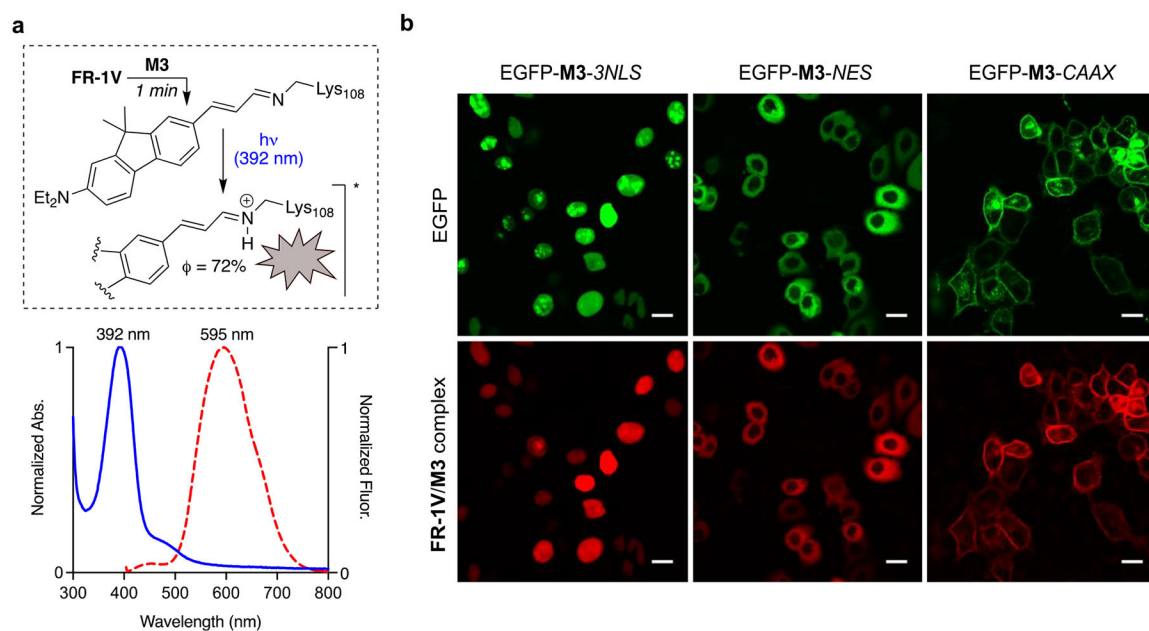 a
M3
FR-1V
1 min
N
Lys108
hν
(392 nm)
Et2N
*
+
N
H
Lys108
ϕ = 72%
392 nm
595 nm
1
1
Normalized Abs.
Normalized Fluor.
0
0
300 400 500 600 700 800
Wavelength (nm)
b
EGFP-M3-3NLS
EGFP-M3-NES
EGFP-M3-CAAX
EGFP
FR-1V/M3 complex